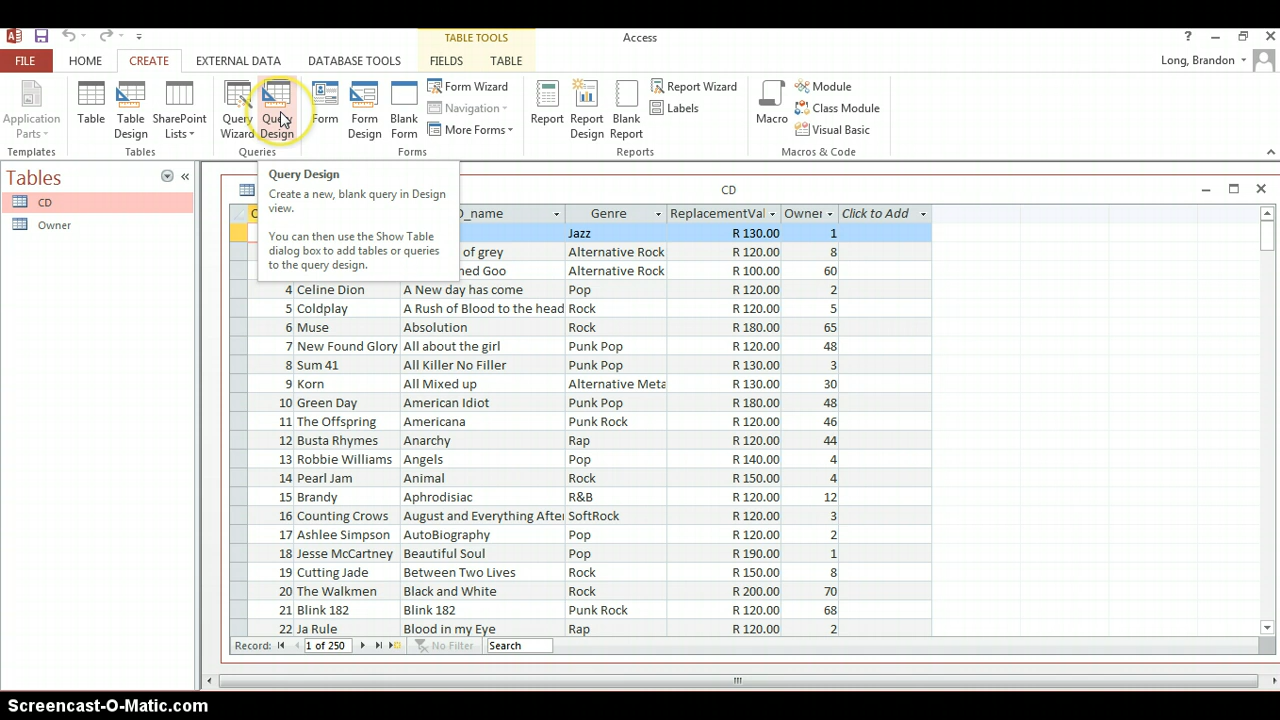 TABLE TOOLS
Access
?
FILE
HOME
CREATE
EXTERNAL DATA
DATABASE TOOLS
FIELDS
TABLE
Long, Brandon
Application Parts
Table
Table Design
SharePoint Lists
Query Wizard
Query Design
Form
Form Design
Blank Form
Form Wizard
Navigation
More Forms
Report
Report Design
Blank Report
Report Wizard
Labels
Macro
Module
Class Module
Visual Basic
Templates
Tables
Queries
Forms
Reports
Macros & Code
Tables
CD
Owner
Query Design
Create a new, blank query in Design
view.
You can then use the Show Table
dialog box to add tables or queries
to the query design.
CD
Genre ReplacementVal Owner Click to Add
Jazz R 130.00 1
of grey Alternative Rock R 120.00 8
Goo Alternative Rock R 100.00 60
4 Celine Dion A New day has come Pop R 120.00 2
5 Coldplay A Rush of Blood to the head Rock R 120.00 5
6 Muse Absolution Rock R 180.00 65
7 New Found Glory All about the girl Punk Pop R 120.00 48
8 Sum 41 All Killer No Filler Punk Pop R 130.00 3
9 Korn All Mixed up Alternative Meta R 130.00 30
10 Green Day American Idiot Punk Pop R 180.00 48
11 The Offspring Americana Punk Rock R 120.00 46
12 Busta Rhymes Anarchy Rap R 120.00 44
13 Robbie Williams Angels Pop R 140.00 4
14 Pearl Jam Animal Rock R 150.00 4
15 Brandy Aphrodisiac R&B R 120.00 12
16 Counting Crows August and Everything After SoftRock R 120.00 3
17 Ashlee Simpson AutoBiography Pop R 120.00 2
18 Jesse McCartney Beautiful Soul Pop R 190.00 1
19 Cutting Jade Between Two Lives Rock R 150.00 8
20 The Walkmen Black and White Rock R 200.00 70
21 Blink 182 Blink 182 Punk Rock R 120.00 68
22 Ja Rule Blood in my Eye Rap R 120.00 2
Record: 1 of 250 No Filter Search
Screencast-O-Matic.com